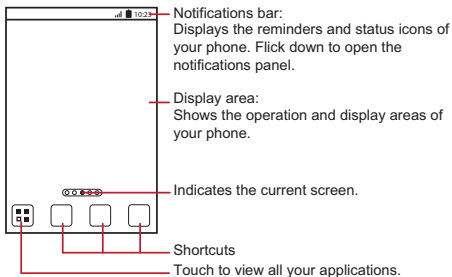 10:23
Notifications bar:
Displays the reminders and status icons of
your phone. Flick down to open the
notifications panel.
Display area:
Shows the operation and display areas of
your phone.
Indicates the current screen.
Shortcuts
Touch to view all your applications.